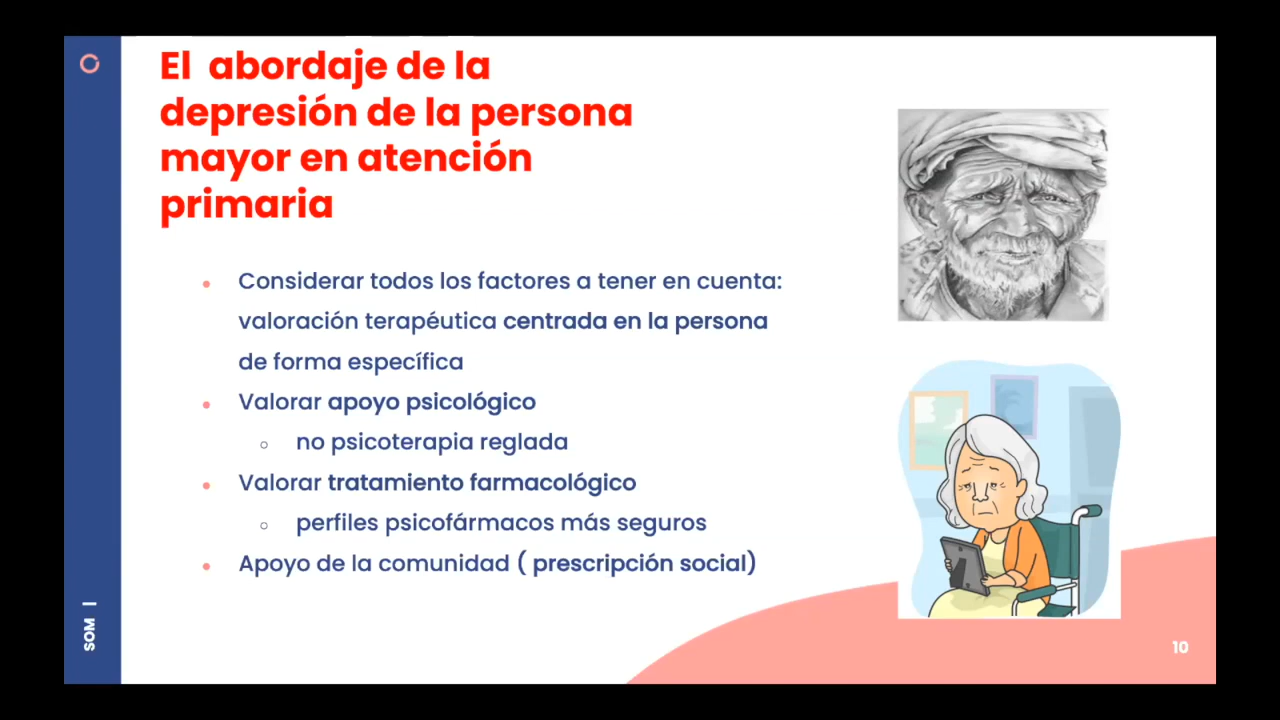 El abordaje de la
depresión de la persona
mayor en atención
primaria
• Considerar todos los factores a tener en cuenta:
valoración terapéutica centrada en la persona
de forma específica
• Valorar apoyo psicológico
○ no psicoterapia reglada
• Valorar tratamiento farmacológico
○ perfiles psicofármacos más seguros
• Apoyo de la comunidad ( prescripción social)
SOM |
10